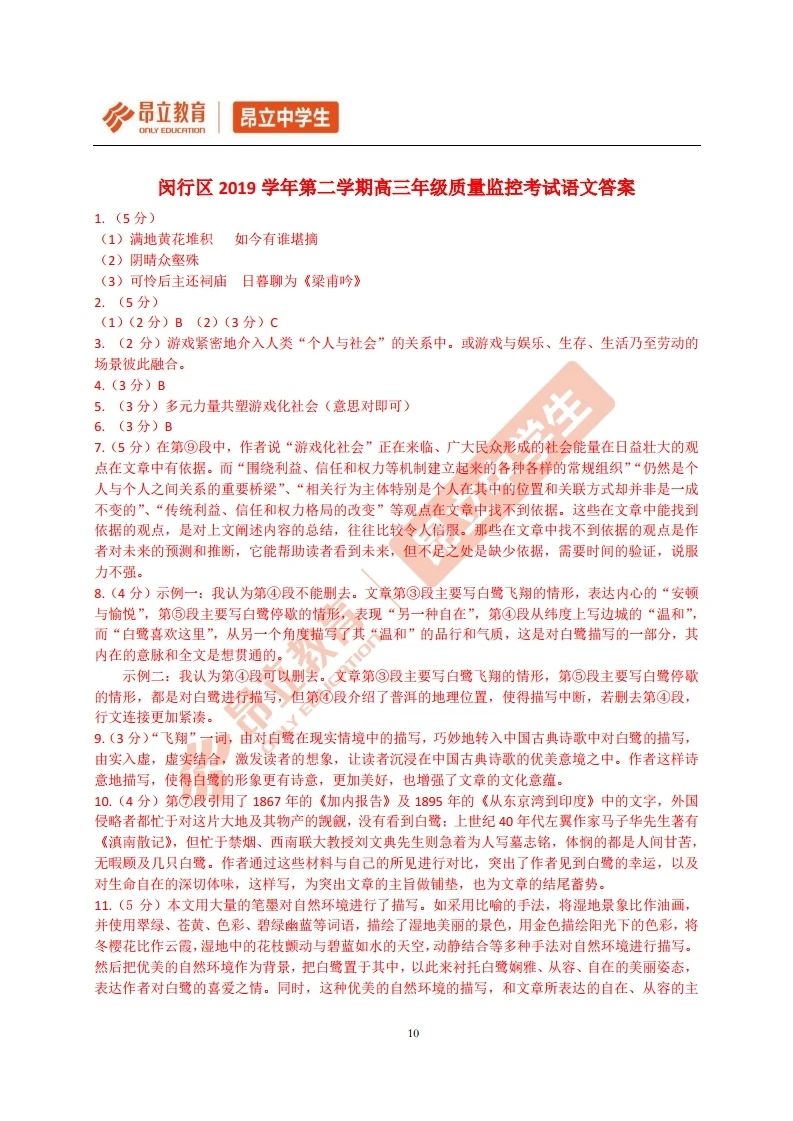 昂立教育
ONLY EDUCATION
昂立中学生
闵行区 2019 学年第二学期高三年级质量监控考试语文答案
1. （5 分）
（1）满地黄花堆积 如今有谁堪摘
（2）阴晴众壑殊
（3）可怜后主还祠庙 日暮聊为《梁甫吟》
2. （5 分）
（1）（2 分）B （2）（3 分）C
3. （2 分）游戏紧密地介入人类“个人与社会”的关系中。或游戏与娱乐、生存、生活乃至劳动的
场景彼此融合。
4.（3 分）B
5. （3 分）多元力量共塑游戏化社会（意思对即可）
6. （3 分）B
7.（5 分）在第⑨段中，作者说“游戏化社会”正在来临、广大民众形成的社会能量在日益壮大的观
点在文章中有依据。而“围绕利益、信任和权力等机制建立起来的各种各样的常规组织”“仍然是个
人与个人之间关系的重要桥梁”、“相关行为主体特别是个人在其中的位置和关联方式却并非是一成
不变的”、“传统利益、信任和权力格局的改变”等观点在文章中找不到依据。这些在文章中能找到
依据的观点，是对上文阐述内容的总结，往往比较令人信服。那些在文章中找不到依据的观点是作
者对未来的预测和推断，它能帮助读者看到未来，但不足之处是缺少依据，需要时间的验证，说服
力不强。
8.（4 分）示例一：我认为第④段不能删去。文章第③段主要写白鹭飞翔的情形，表达内心的“安顿
与愉悦”，第⑤段主要写白鹭停歇的情形，表现“另一种自在”，第④段从纬度上写边城的“温和”，
而“白鹭喜欢这里”，从另一个角度描写了其“温和”的品行和气质，这是对白鹭描写的一部分，其
内在的意脉和全文是想贯通的。
示例二：我认为第④段可以删去。文章第③段主要写白鹭飞翔的情形，第⑤段主要写白鹭停歇
的情形，都是对白鹭进行描写，但第④段介绍了普洱的地理位置，使得描写中断，若删去第④段，
行文连接更加紧凑。
9.（3 分）“飞翔”一词，由对白鹭在现实情境中的描写，巧妙地转入中国古典诗歌中对白鹭的描写，
由实入虚，虚实结合，激发读者的想象，让读者沉浸在中国古典诗歌的优美意境之中。作者这样诗
意地描写，使得白鹭的形象更有诗意，更加美好，也增强了文章的文化意蕴。
10.（4 分）第⑦段引用了 1867 年的《加内报告》及 1895 年的《从东京湾到印度》中的文字，外国
侵略者都忙于对这片大地及其物产的觊觎，没有看到白鹭；上世纪 40 年代左翼作家马子华先生著有
《滇南散记》，但忙于禁烟、西南联大教授刘文典先生则急着为人写墓志铭，体悯的都是人间甘苦，
无暇顾及几只白鹭。作者通过这些材料与自己的所见进行对比，突出了作者见到白鹭的幸运，以及
对生命自在的深切体味，这样写，为突出文章的主旨做铺垫，也为文章的结尾蓄势。
11.（5 分）本文用大量的笔墨对自然环境进行了描写。如采用比喻的手法，将湿地景象比作油画，
并使用翠绿、苍黄、色彩、碧绿幽蓝等词语，描绘了湿地美丽的景色，用金色描绘阳光下的色彩，将
冬樱花比作云霞，湿地中的花枝颤动与碧蓝如水的天空，动静结合等多种手法对自然环境进行描写。
然后把优美的自然环境作为背景，把白鹭置于其中，以此来衬托白鹭娴雅、从容、自在的美丽姿态，
表达作者对白鹭的喜爱之情。同时，这种优美的自然环境的描写，和文章所表达的自在、从容的主
昂立教育
ONLY EDUCATION
昂立中学生
10